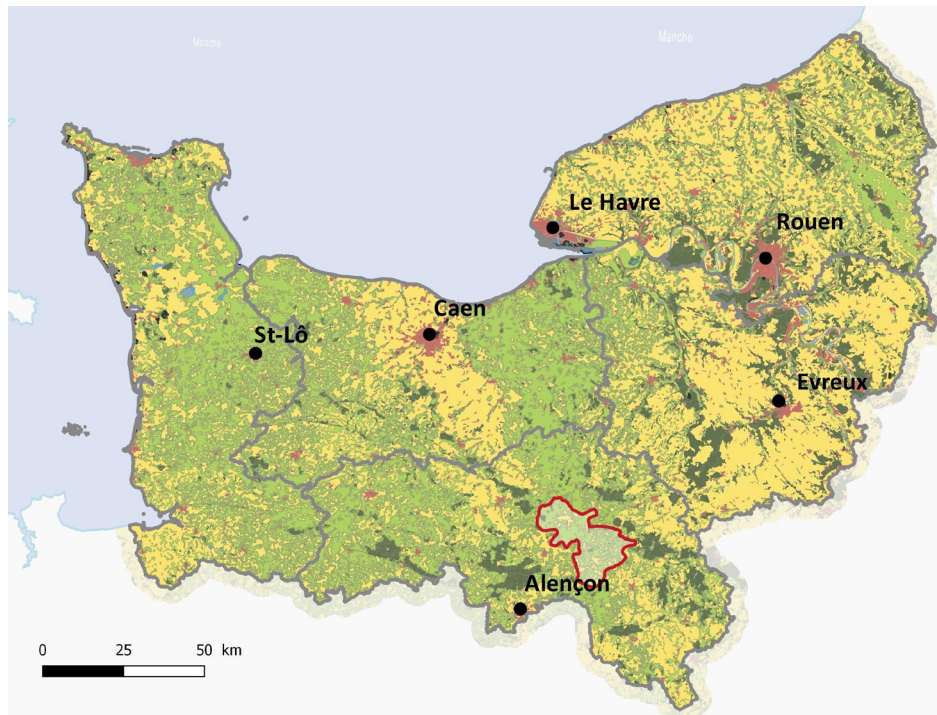 Manche
Manche
Le Havre
Rouen
Caen
St-Lô
Evreux
Alençon
0 25 50 km